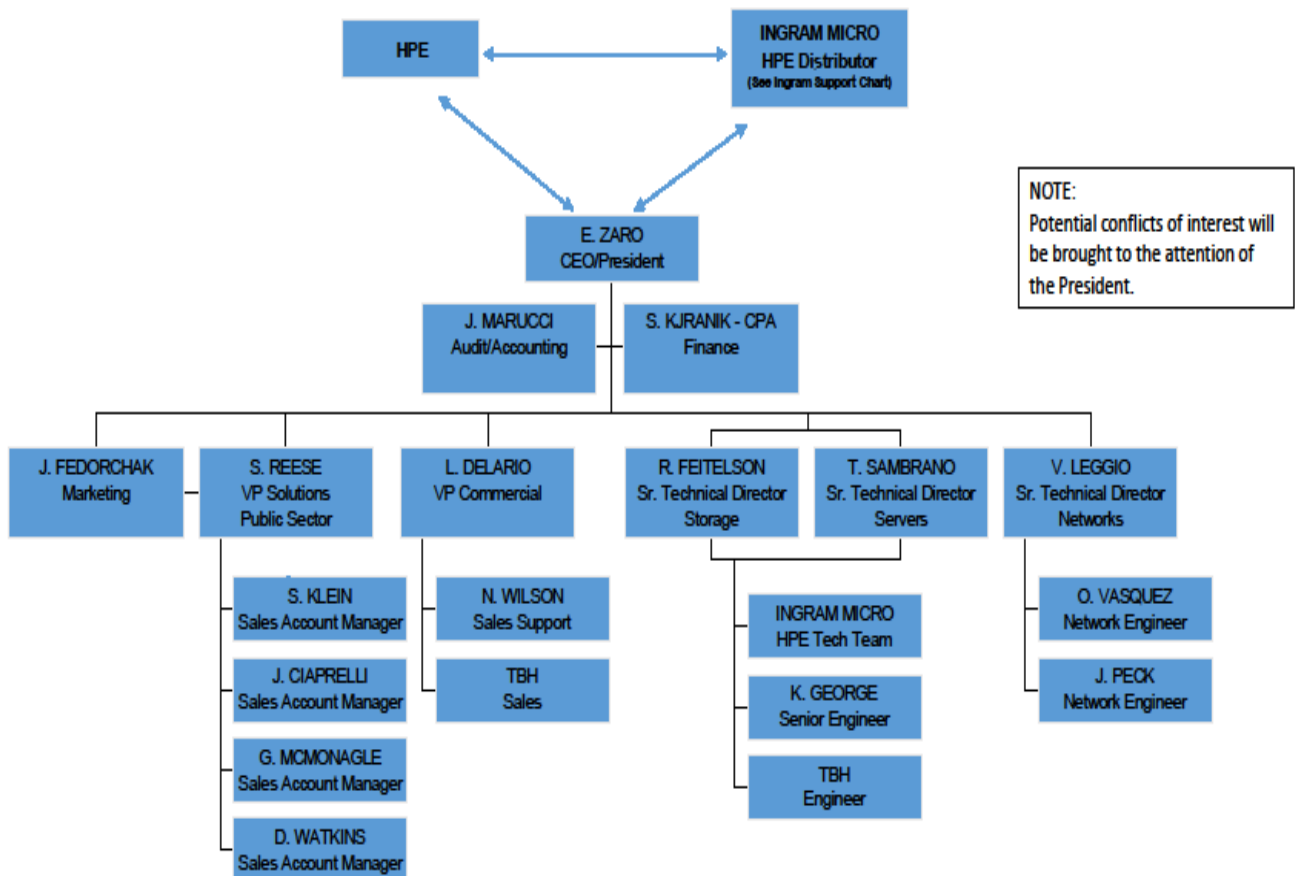 HPE
INGRAM MICRO
HPE Distributor
(See Ingram Support Chart)
NOTE:
Potential conflicts of interest will
be brought to the attention of
the President.
E. ZARO
CEO/President
J. MARUCCI
Audit/Accounting
S. KJRANIK - CPA
Finance
J. FEDORCHAK
Marketing
S. REESE
VP Solutions
Public Sector
L. DELARIO
VP Commercial
R. FEITELSON
Sr. Technical Director
Storage
T. SAMBRANO
Sr. Technical Director
Servers
V. LEGGIO
Sr. Technical Director
Networks
S. KLEIN
Sales Account Manager
J. CIAPRELLI
Sales Account Manager
G. MCMONAGLE
Sales Account Manager
D. WATKINS
Sales Account Manager
N. WILSON
Sales Support
TBH
Sales
INGRAM MICRO
HPE Tech Team
K. GEORGE
Senior Engineer
TBH
Engineer
O. VASQUEZ
Network Engineer
J. PECK
Network Engineer